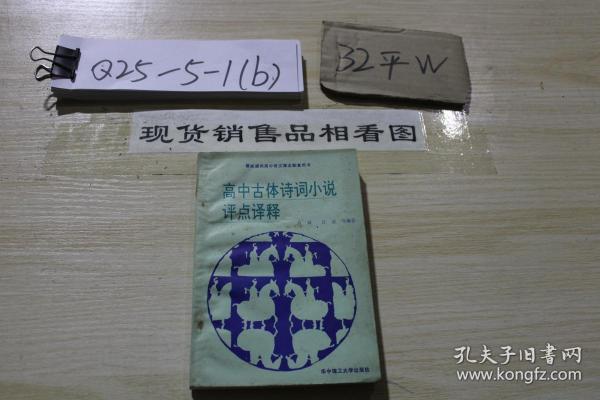 Q25-5-1(b)
32平W
现货销售品相看图
高中古体诗词小说
评点译释
华中理工大学出版社
孔夫子旧书网
www.kongfz.com